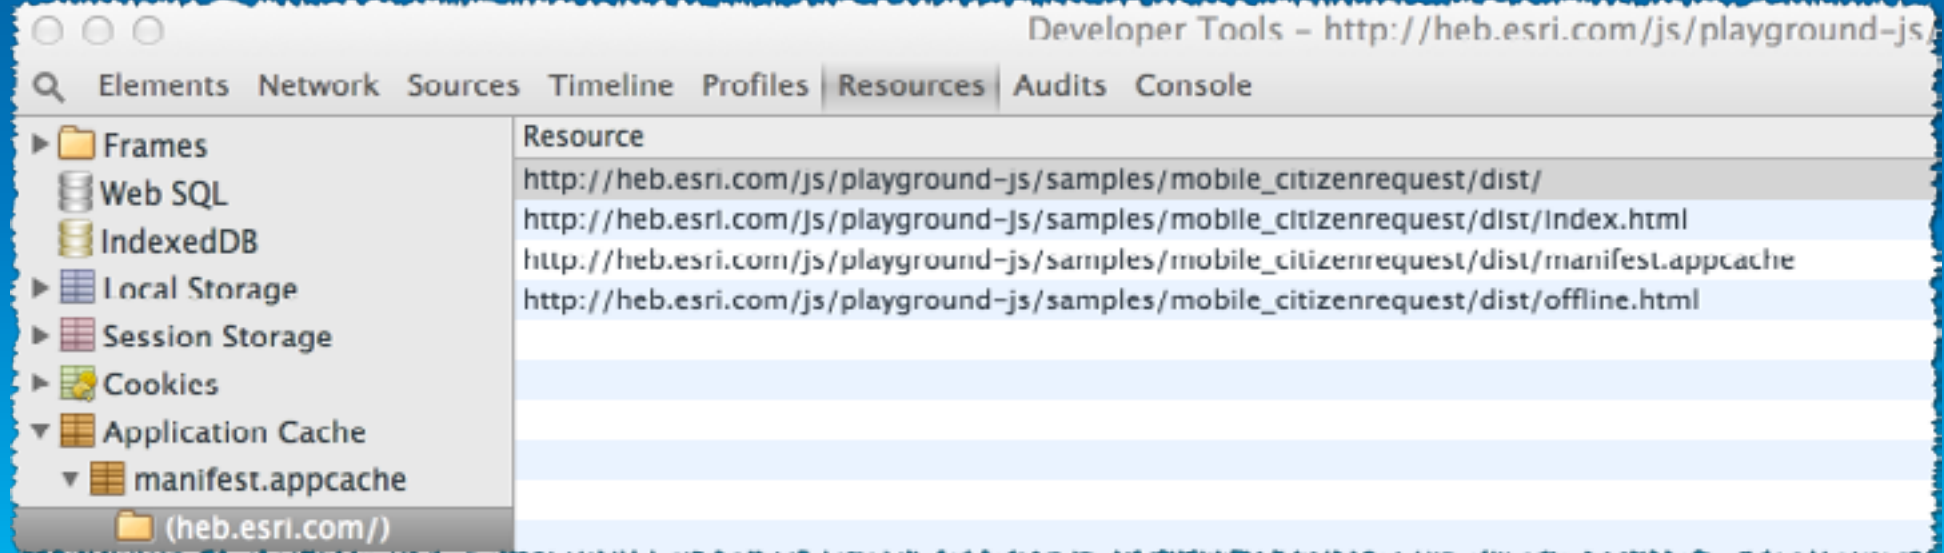 Developer Tools - http://heb.esri.com/js/playground-js/
Elements Network Sources Timeline Profiles Resources Audits Console
Frames
Web SQL
IndexedDB
Local Storage
Session Storage
Cookies
Application Cache
manifest.appcache
(heb.esri.com/)
Resource
http://heb.esri.com/js/playground-js/samples/mobile_citizenrequest/dist/
http://heb.esri.com/js/playground-js/samples/mobile_citizenrequest/dist/index.html
http://heb.esri.com/js/playground-js/samples/mobile_citizenrequest/dist/manifest.appcache
http://heb.esri.com/js/playground-js/samples/mobile_citizenrequest/dist/offline.html